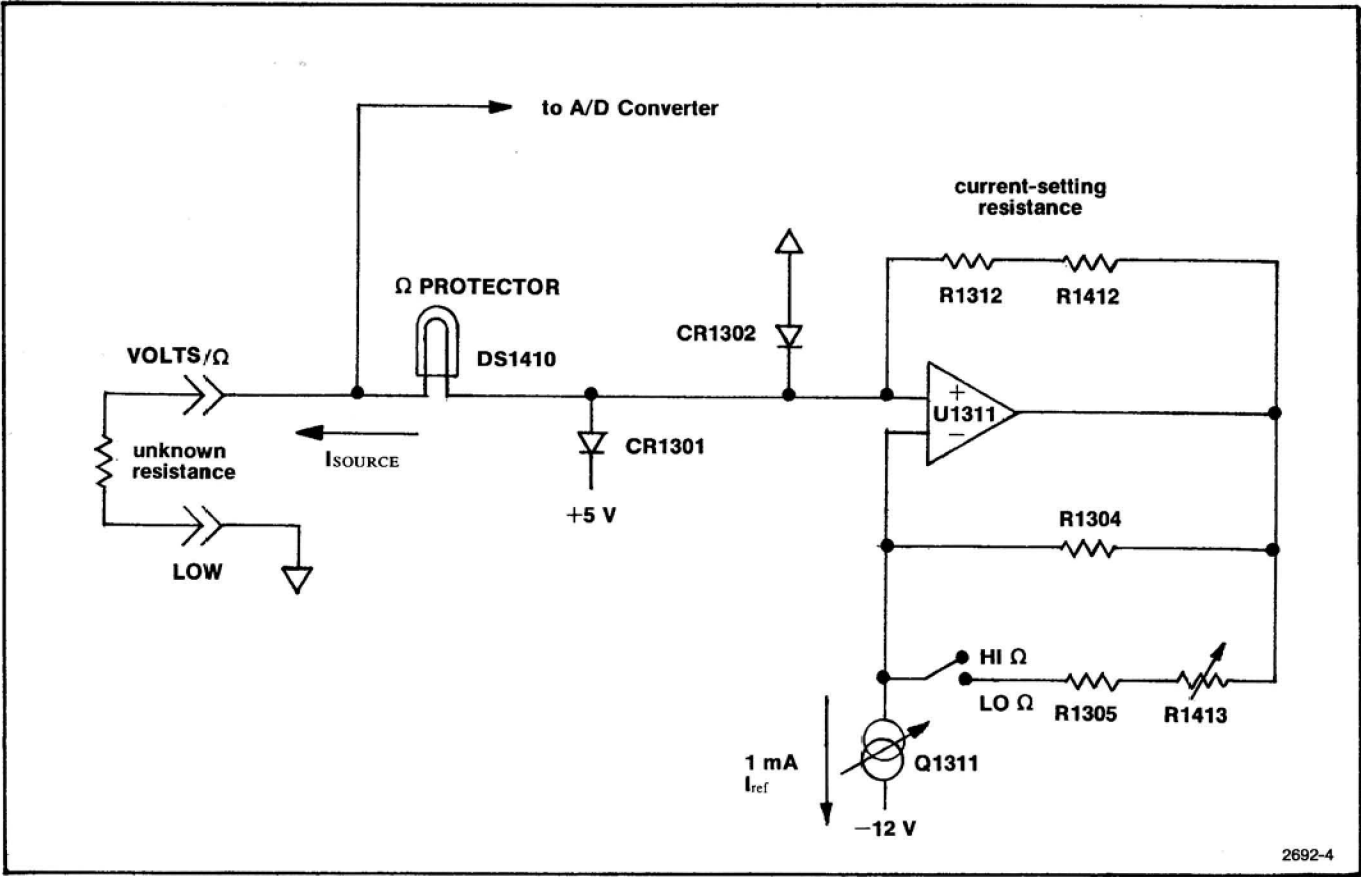 to A/D Converter
current-setting
resistance
R1312
R1412
Ω PROTECTOR
DS1410
CR1302
VOLTS/Ω
+
U1311
−
unknown
resistance
ISOURCE
CR1301
+5 V
LOW
R1304
HI Ω
LO Ω
R1305
R1413
1 mA
Iref
Q1311
−12 V
2692-4